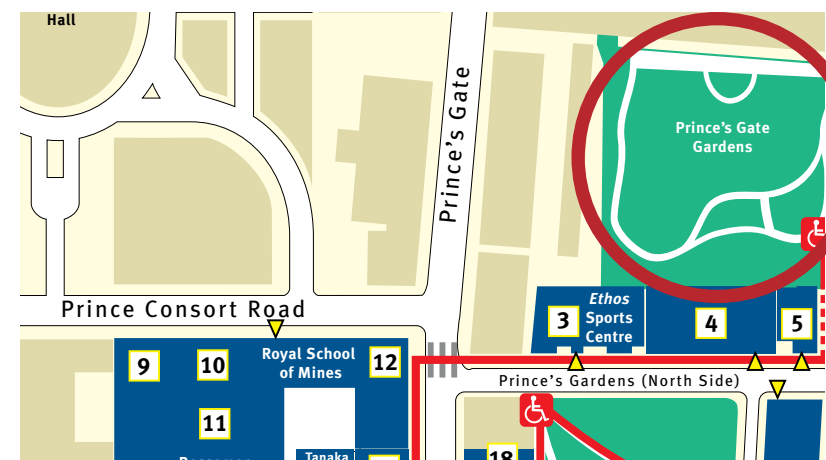 Hall
Prince's Gate
Prince's Gate
Gardens
Prince Consort Road
Ethos
Sports
Centre
3
4
5
9
10
Royal School
of Mines
12
11
Prince's Gardens (North Side)
Tanaka
18